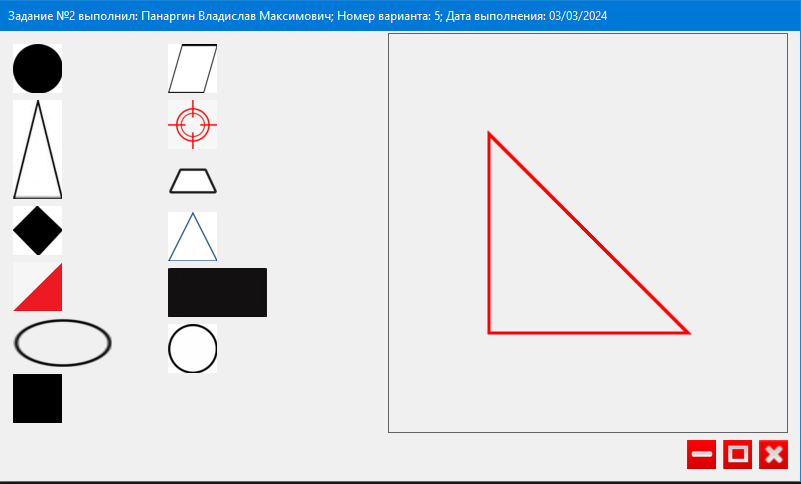 Задание №2 выполнил: Панаргин Владислав Максимович; Номер варианта: 5; Дата выполнения: 03/03/2024